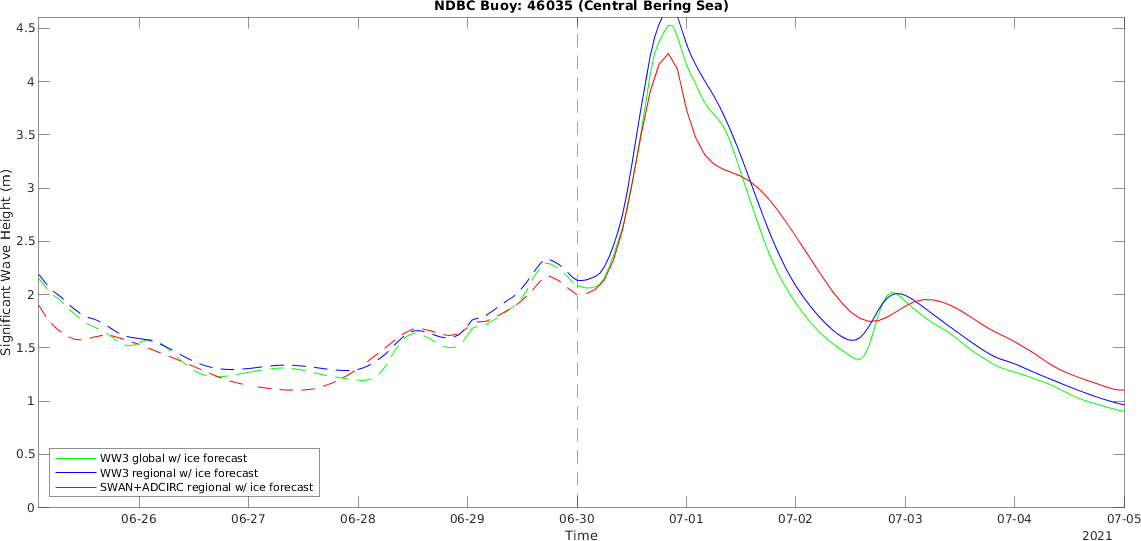 NDBC Buoy: 46035 (Central Bering Sea)
4.5
4
3.5
3
2.5
2
1.5
1
0.5
0
Significant Wave Height (m)
WW3 global w/ ice forecast
WW3 regional w/ ice forecast
SWAN+ADCIRC regional w/ ice forecast
06-26 06-27 06-28 06-29 06-30 07-01 07-02 07-03 07-04 07-05
Time
2021